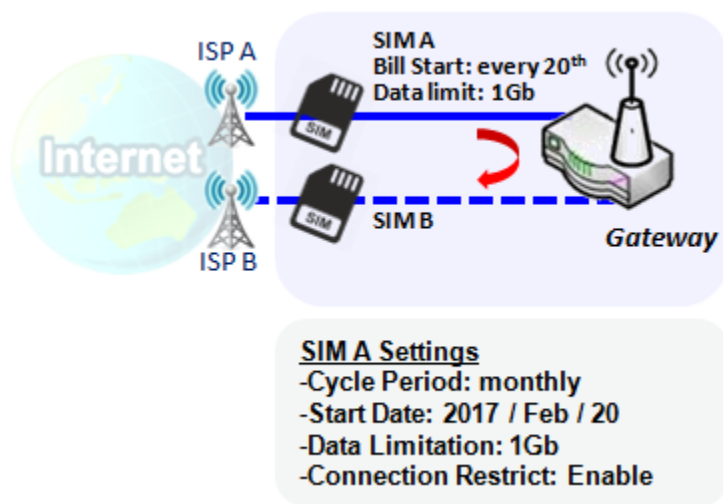 ISP A
SIM A
Bill Start: every 20th
Data limit: 1Gb
SIM
Internet
SIM
SIM B
Gateway
ISP B
SIM A Settings
-Cycle Period: monthly
-Start Date: 2017 / Feb / 20
-Data Limitation: 1Gb
-Connection Restrict: Enable